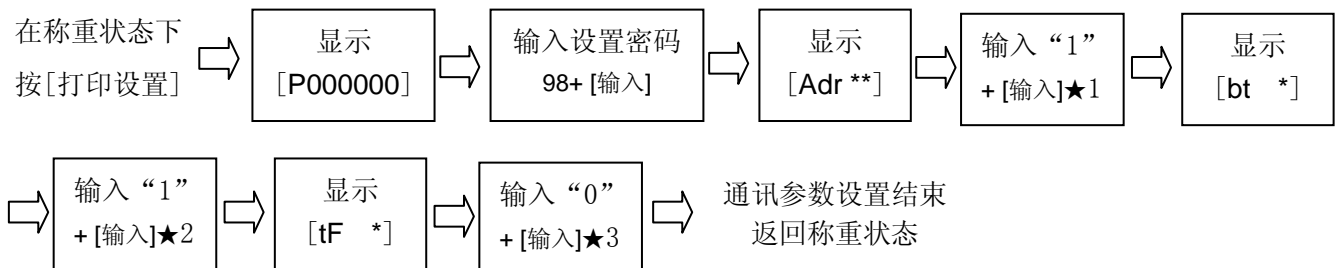 在称重状态下
按[打印设置]
显示
[P000000]
输入设置密码
98+ [输入]
显示
[Adr **]
输入“1”
+ [输入]★1
显示
[bt *]
输入“1”
+ [输入]★2
显示
[tF *]
输入“0”
+ [输入]★3
通讯参数设置结束
返回称重状态